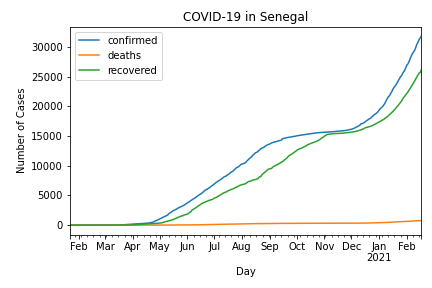 COVID-19 in Senegal
confirmed
deaths
recovered
Number of Cases
30000
25000
20000
15000
10000
5000
0
Feb Mar Apr May Jun Jul Aug Sep Oct Nov Dec Jan Feb
2021
Day